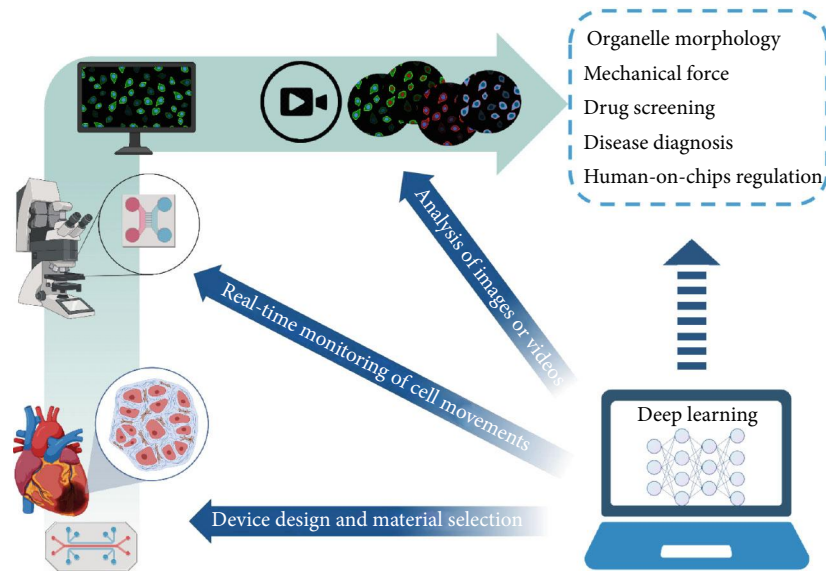 Organelle morphology
Mechanical force
Drug screening
Disease diagnosis
Human-on-chips regulation
Analysis of images or videos
Real-time monitoring of cell movements
Deep learning
Device design and material selection